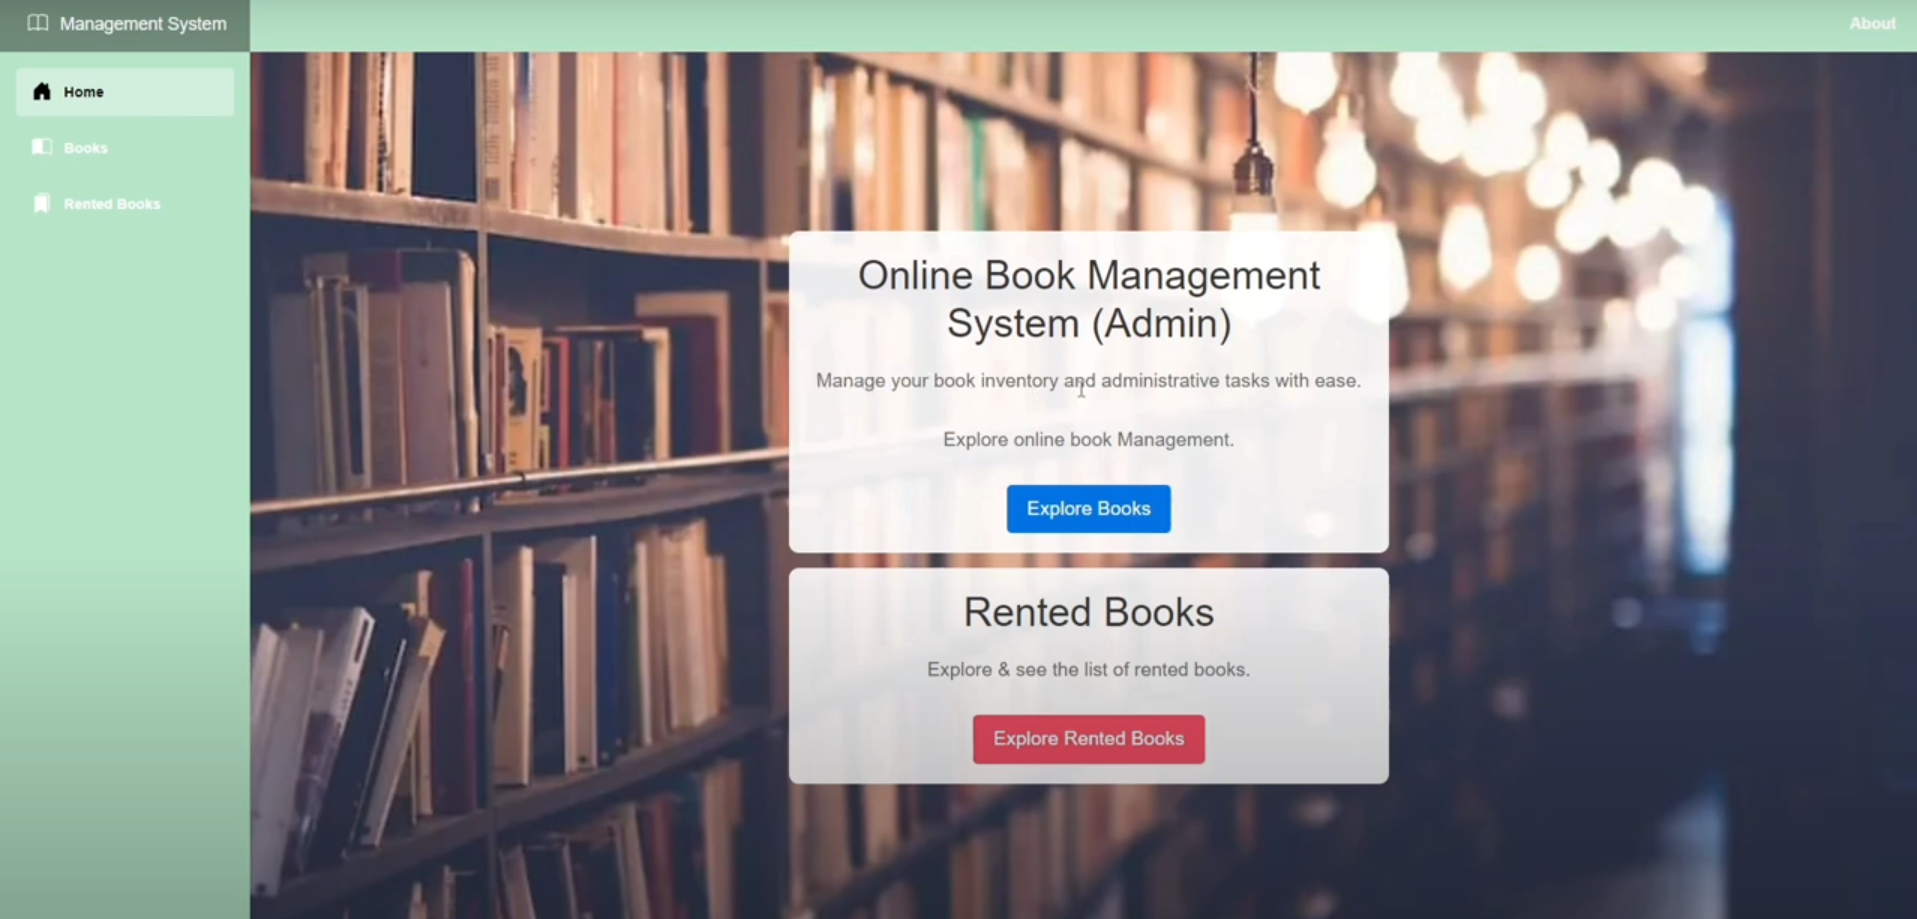 Management System
About
Home
Books
Rented Books
Online Book Management
System (Admin)
Manage your book inventory and administrative tasks with ease.
Explore online book Management.
Explore Books
Rented Books
Explore & see the list of rented books.
Explore Rented Books